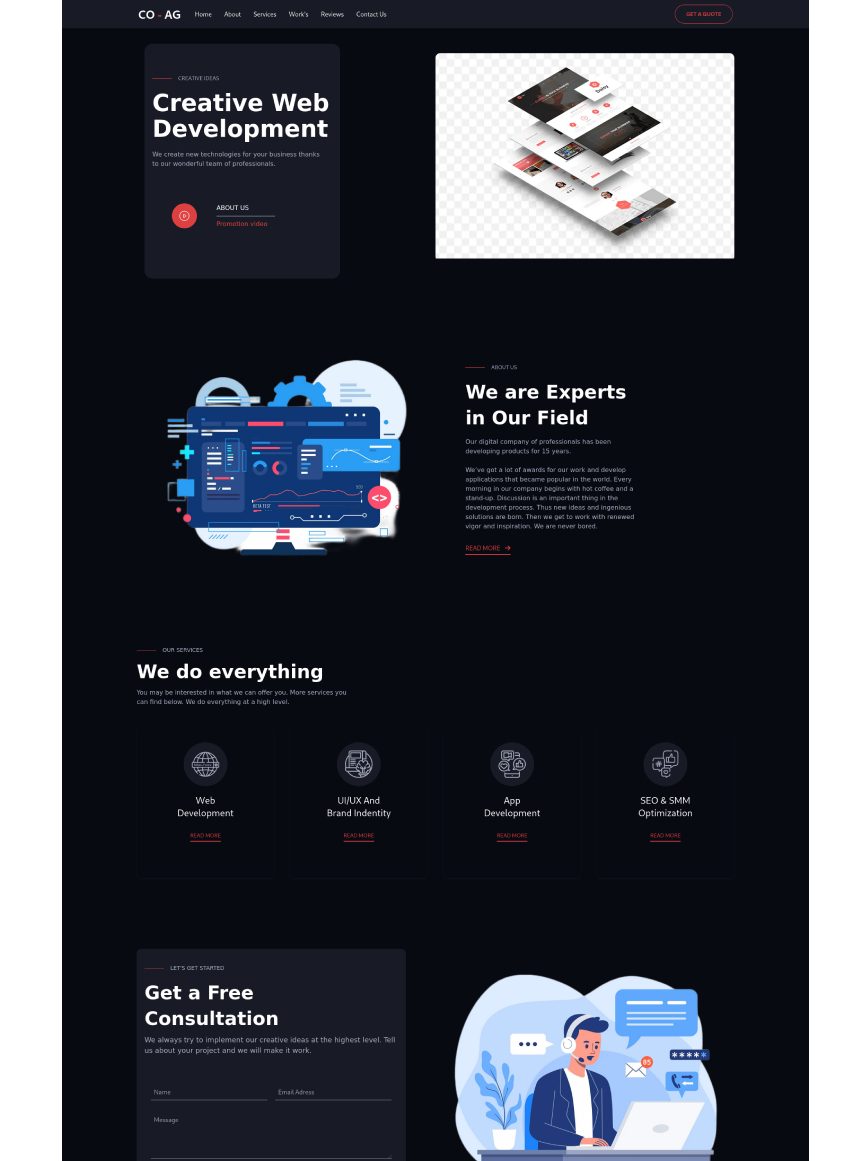 CO - AG Home About Services Work's Reviews Contact Us GET A QUOTE
CREATIVE IDEAS
Creative Web
Development
We create new technologies for your business thanks
to our wonderful team of professionals.
ABOUT US
Promotion video
ABOUT US
We are Experts
in Our Field
Our digital company of professionals has been
developing products for 15 years.
We've got a lot of awards for our work and develop
applications that became popular in the world. Every
morning in our company begins with hot coffee and a
stand-up. Discussion is an important thing in the
development process. Thus new ideas and ingenious
solutions are born. Then we get to work with renewed
vigor and inspiration. We are never bored.
READ MORE →
BETA TEST
<>
OUR SERVICES
We do everything
You may be interested in what we can offer you. More services you
can find below. We do everything at a high level.
Web
Development
READ MORE
UI/UX And
Brand Indentity
READ MORE
App
Development
READ MORE
SEO & SMM
Optimization
READ MORE
LET'S GET STARTED
Get a Free
Consultation
We always try to implement our creative ideas at the highest level. Tell
us about your project and we will make it work.
Name
Email Adress
Message
85